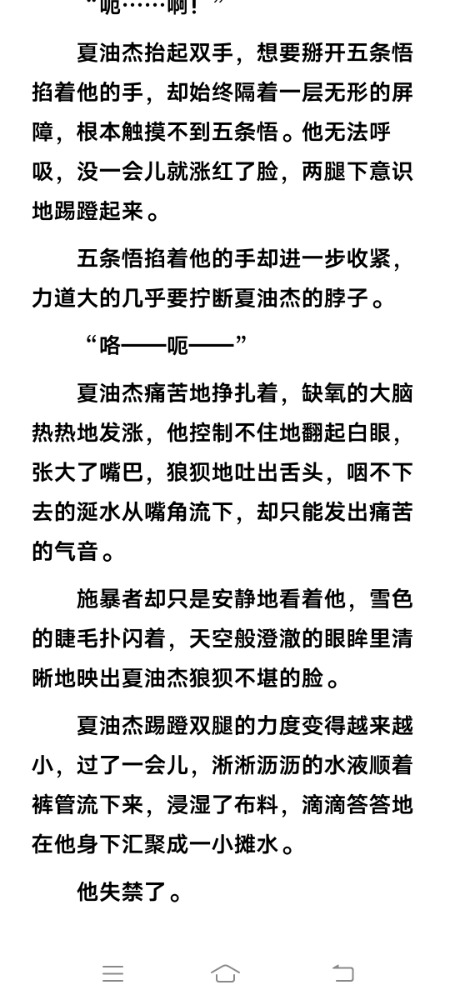 “呃……啊！”
夏油杰抬起双手，想要掰开五条悟
掐着他的手，却始终隔着一层无形的屏
障，根本触摸不到五条悟。他无法呼
吸，没一会儿就涨红了脸，两腿下意识
地踢蹬起来。
五条悟掐着他的手却进一步收紧，
力道大的几乎要拧断夏油杰的脖子。
“咯——呃——”
夏油杰痛苦地挣扎着，缺氧的大脑
热热地发涨，他控制不住地翻起白眼，
张大了嘴巴，狼狈地吐出舌头，咽不下
去的涎水从嘴角流下，却只能发出痛苦
的气音。
施暴者却只是安静地看着他，雪色
的睫毛扑闪着，天空般澄澈的眼眸里清
晰地映出夏油杰狼狈不堪的脸。
夏油杰踢蹬双腿的力度变得越来越
小，过了一会儿，淅淅沥沥的水液顺着
裤管流下来，浸湿了布料，滴滴答答地
在他身下汇聚成一小摊水。
他失禁了。